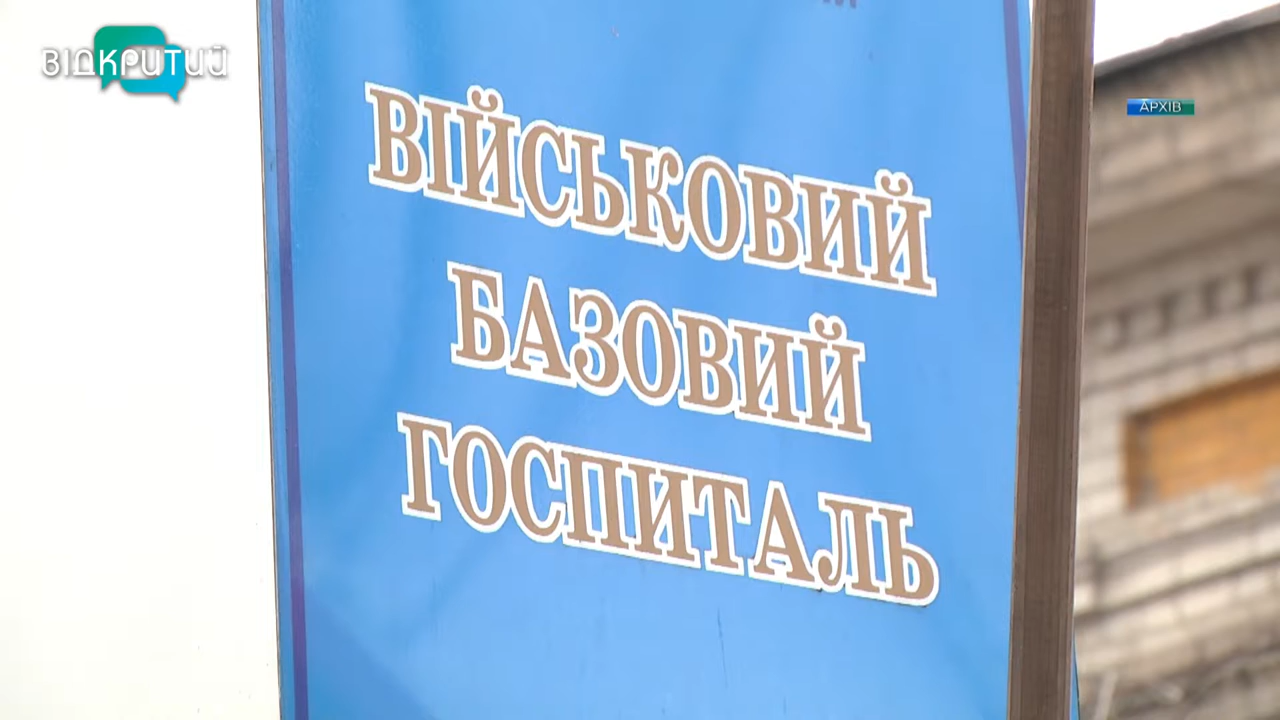 ВІДКРИТИЙ
АРХІВ
ВІЙСЬКОВИЙ
БАЗОВИЙ
ГОСПИТАЛЬ